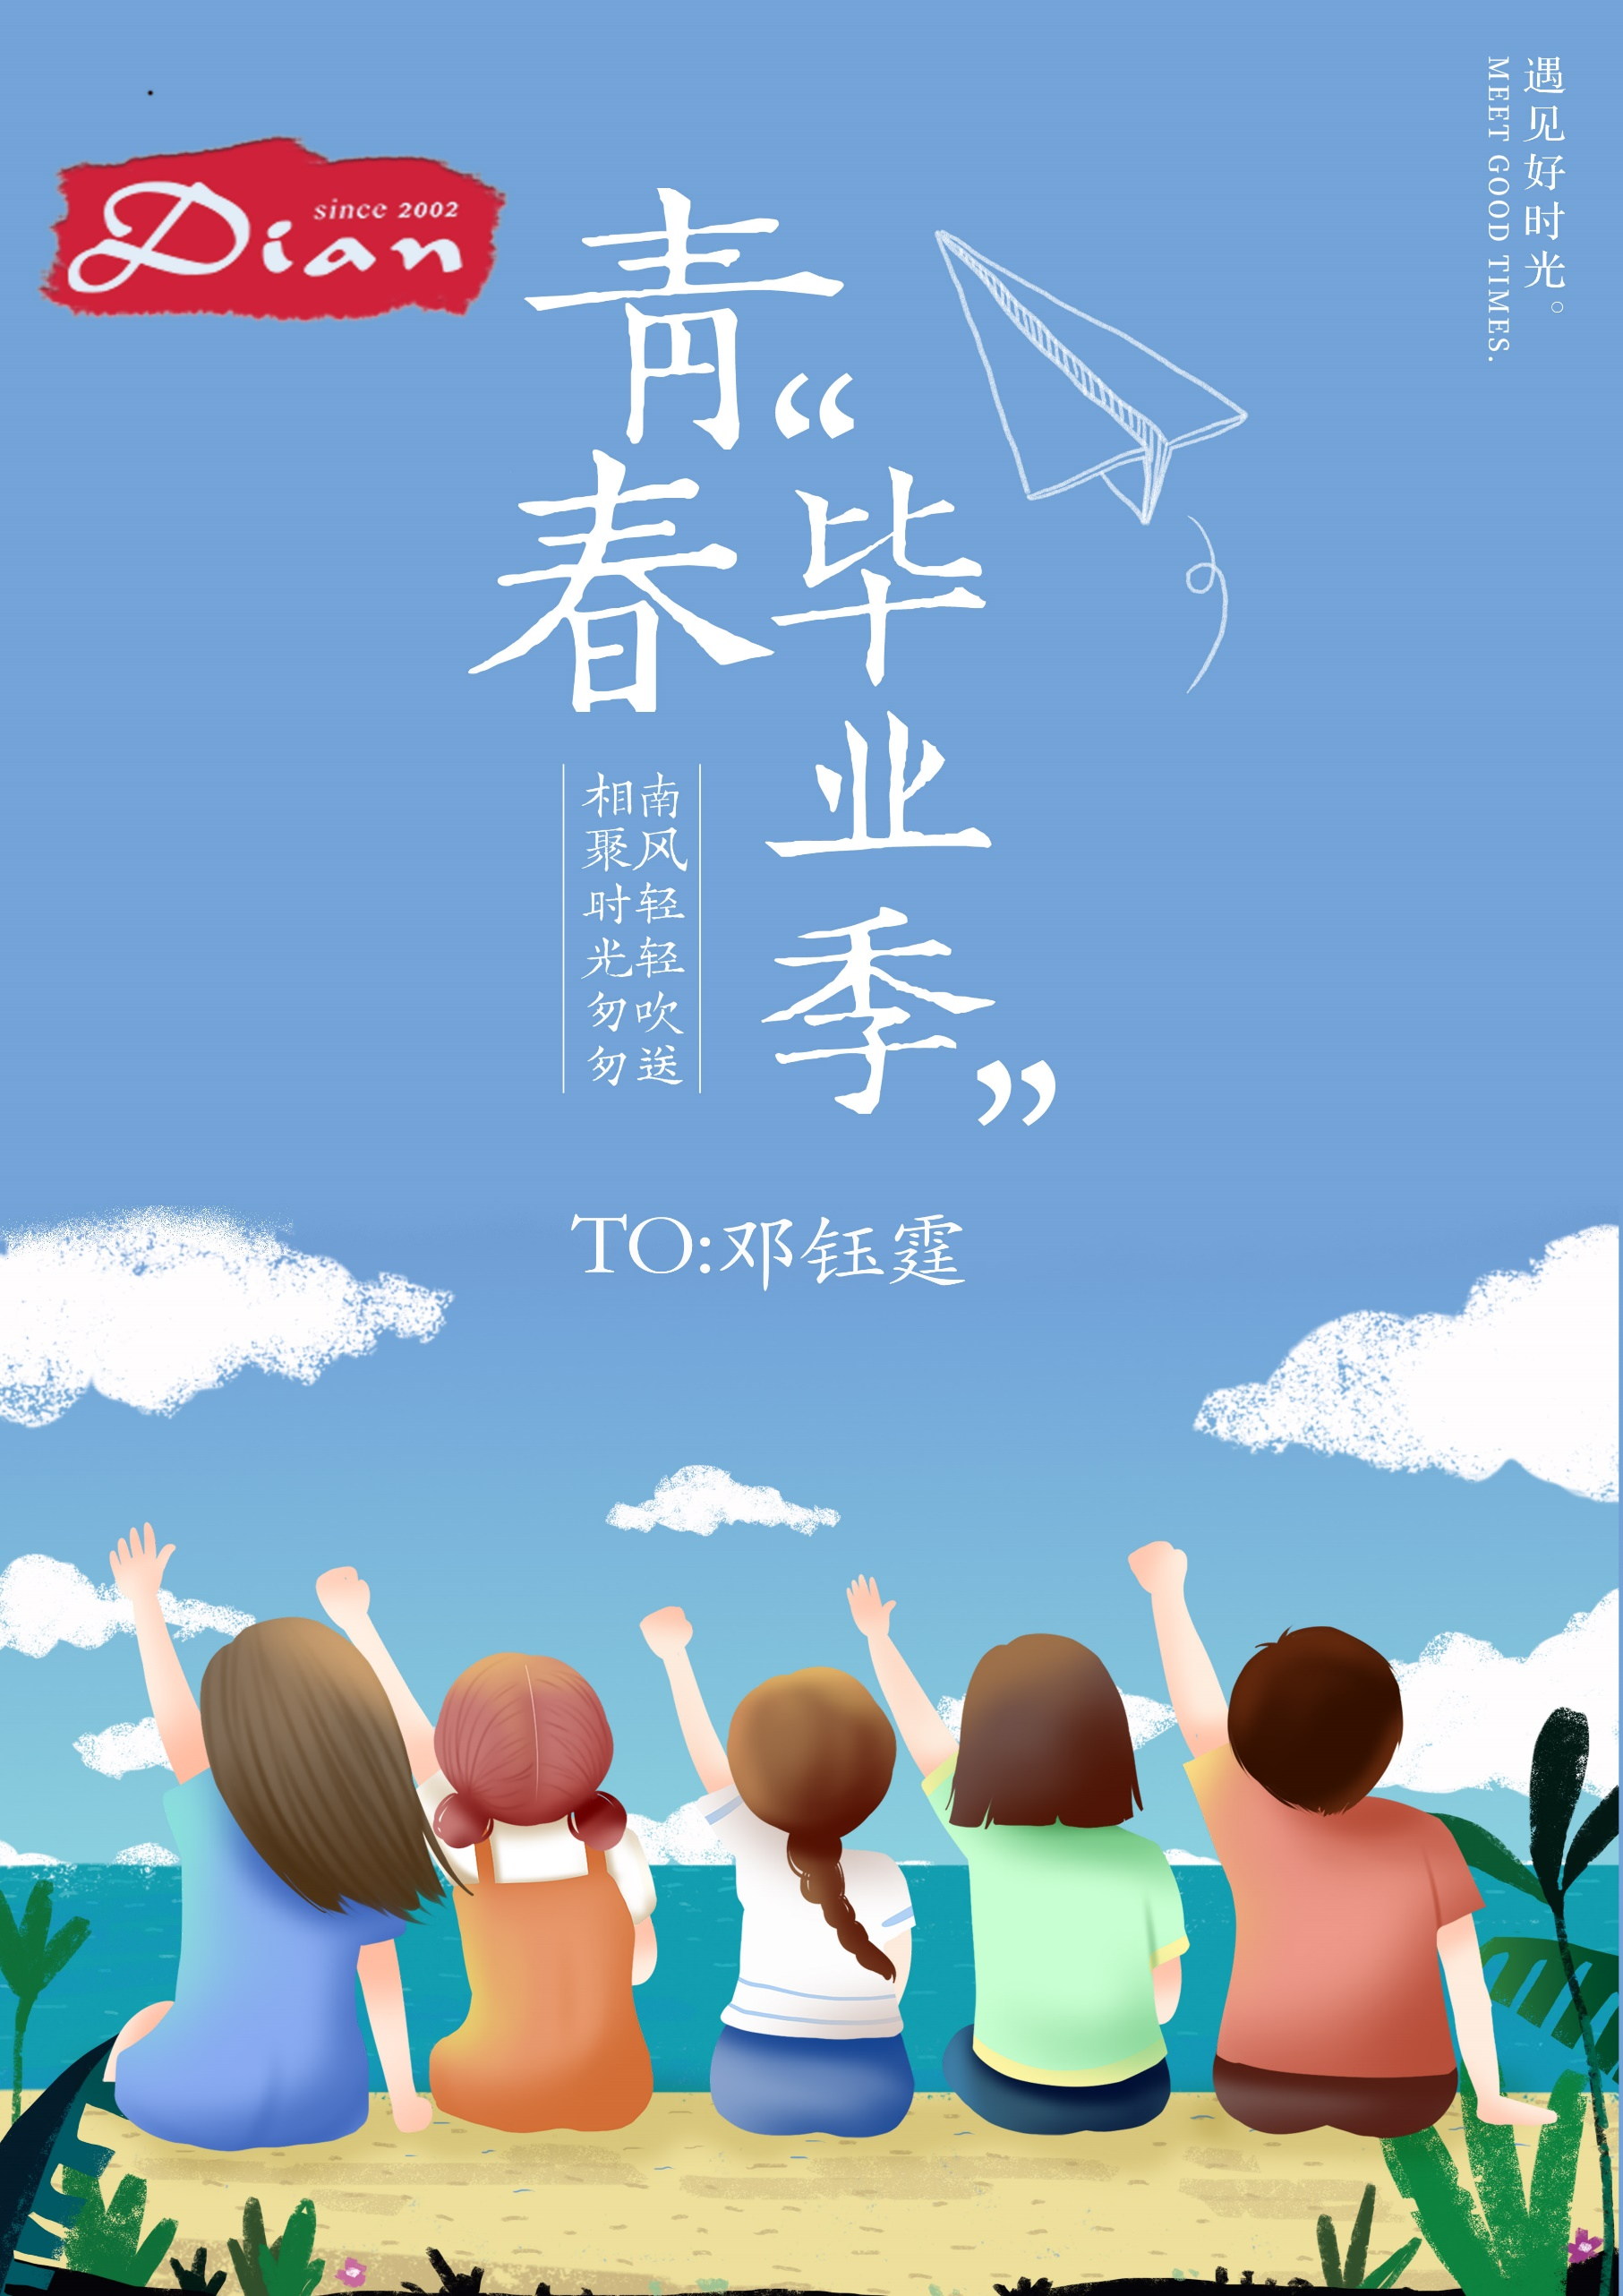 since 2002
Dian
遇见好时光。
MEET GOOD TIMES.
青春
“毕业季”
南风轻轻吹送
相聚时光匆匆
TO:邓钰霆